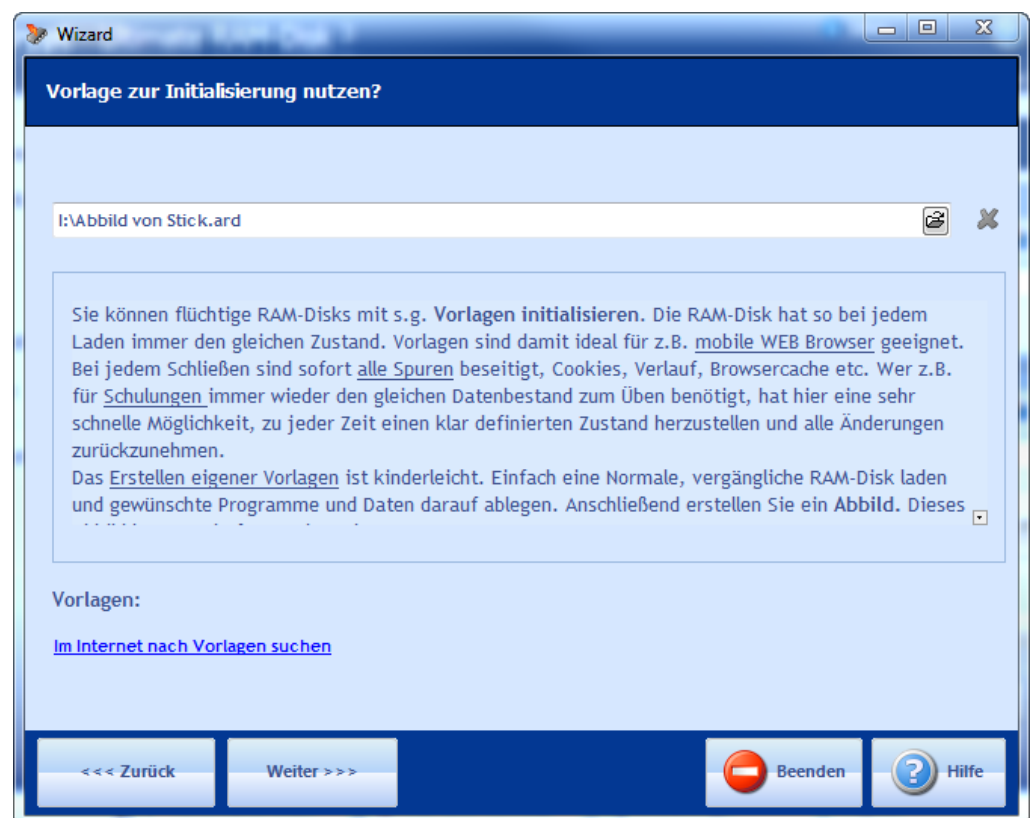 Wizard
Vorlage zur Initialisierung nutzen?
I:\Abbild von Stick.ard
Sie können flüchtige RAM-Disks mit s.g. Vorlagen initialisieren. Die RAM-Disk hat so bei jedem
Laden immer den gleichen Zustand. Vorlagen sind damit ideal für z.B. mobile WEB Browser geeignet.
Bei jedem Schließen sind sofort alle Spuren beseitigt, Cookies, Verlauf, Browsercache etc. Wer z.B.
für Schulungen immer wieder den gleichen Datenbestand zum Üben benötigt, hat hier eine sehr
schnelle Möglichkeit, zu jeder Zeit einen klar definierten Zustand herzustellen und alle Änderungen
zurückzunehmen.
Das Erstellen eigener Vorlagen ist kinderleicht. Einfach eine Normale, vergängliche RAM-Disk laden
und gewünschte Programme und Daten darauf ablegen. Anschließend erstellen Sie ein Abbild. Dieses
Vorlagen:
Im Internet nach Vorlagen suchen
<<< Zurück
Weiter >>>
Beenden
Hilfe